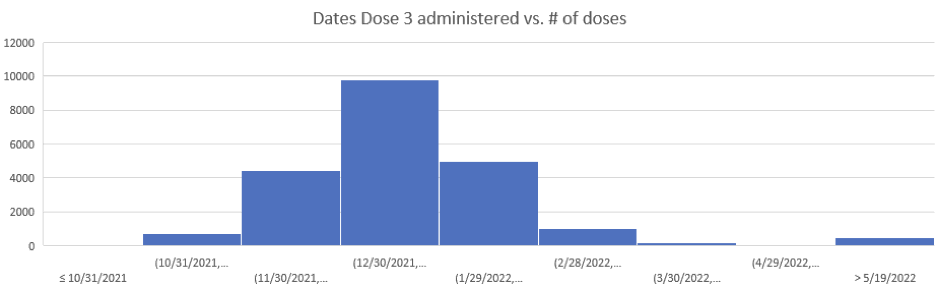 Dates Dose 3 administered vs. # of doses
12000
10000
8000
6000
4000
2000
0
(10/31/2021,... (12/30/2021,... (2/28/2022,... (4/29/2022,...
≤ 10/31/2021 (11/30/2021,... (1/29/2022,... (3/30/2022,... > 5/19/2022